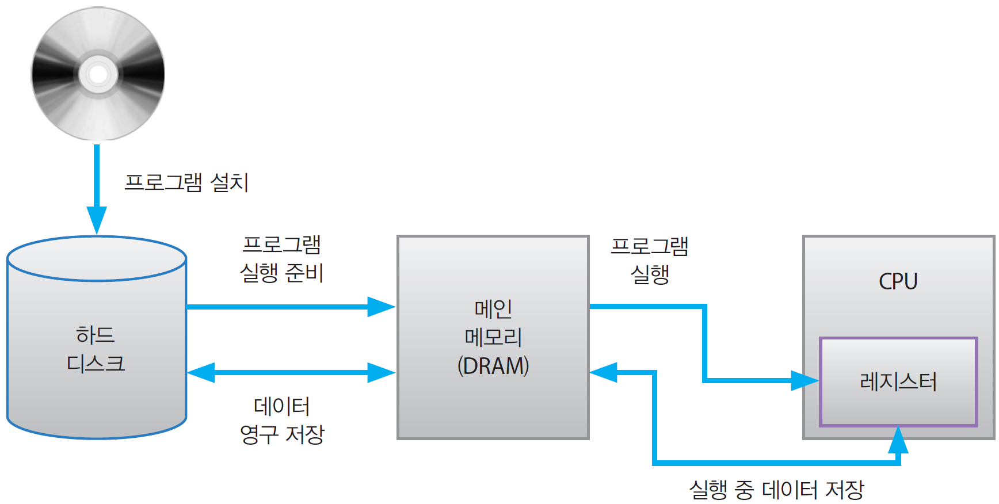 프로그램 설치
프로그램
실행 준비
프로그램
실행
CPU
하드
디스크
메인
메모리
(DRAM)
레지스터
데이터
영구 저장
실행 중 데이터 저장